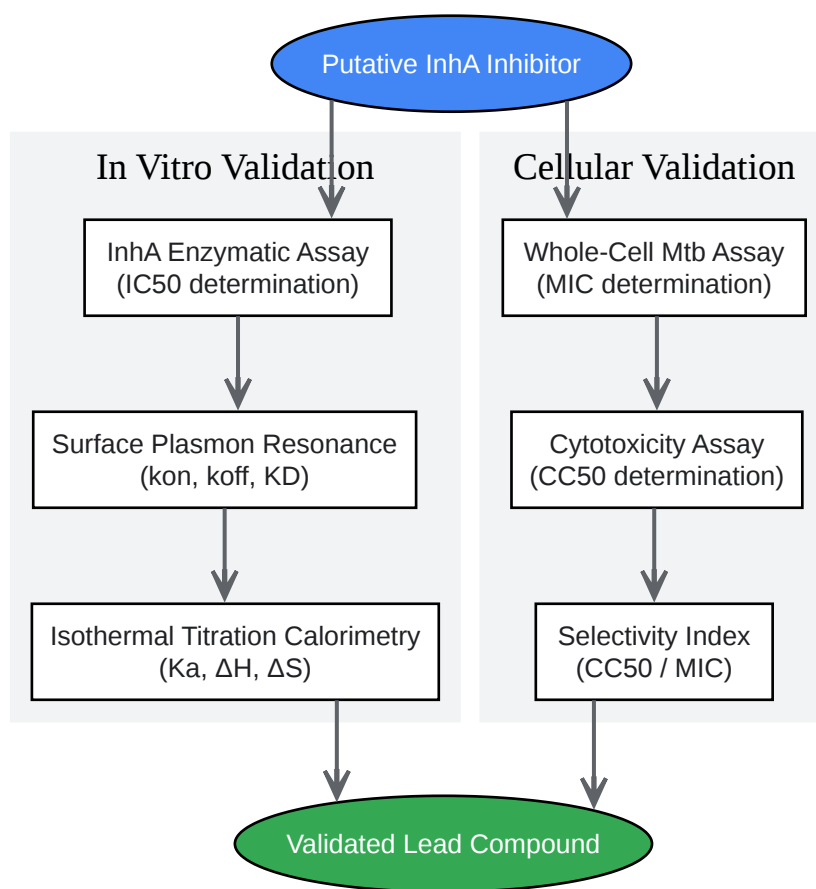 Putative InhA Inhibitor
In Vitro Validation
InhA Enzymatic Assay
(IC50 determination)
Surface Plasmon Resonance
(kon, koff, KD)
Isothermal Titration Calorimetry
(Ka, ΔH, ΔS)
Cellular Validation
Whole-Cell Mtb Assay
(MIC determination)
Cytotoxicity Assay
(CC50 determination)
Selectivity Index
(CC50 / MIC)
Validated Lead Compound